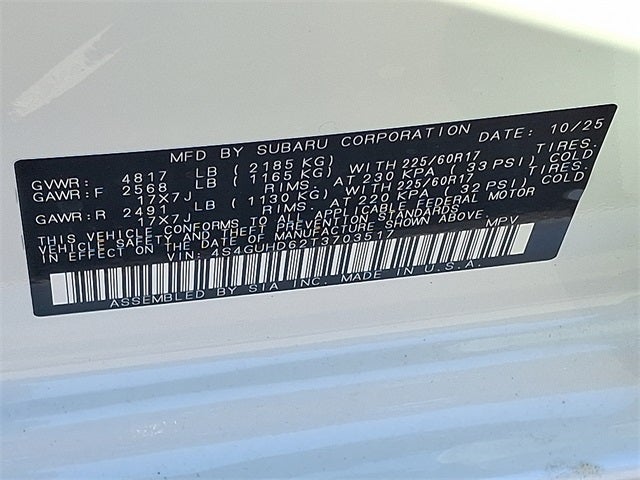 MFD BY SUBARU CORPORATION DATE: 10/25
GVWR: 4817 LB (2185 KG)
GAWR:F 2568 LB (1165 KG) WITH 225/60R17 TIRES.
17X7J RIMS. AT 230 KPA (33 PSI) COLD
GAWR:R 2491 LB (1130 KG) WITH 225/60R17 TIRES.
17X7J RIMS. AT 220 KPA (32 PSI) COLD
THIS VEHICLE CONFORMS TO ALL APPLICABLE FEDERAL MOTOR
VEHICLE SAFETY AND THEFT PREVENTION STANDARDS
IN EFFECT ON THE DATE OF MANUFACTURE SHOWN ABOVE.
VIN: 4S4GUHD62T3703517 MPV
ASSEMBLED BY SIA INC. MADE IN U.S.A.